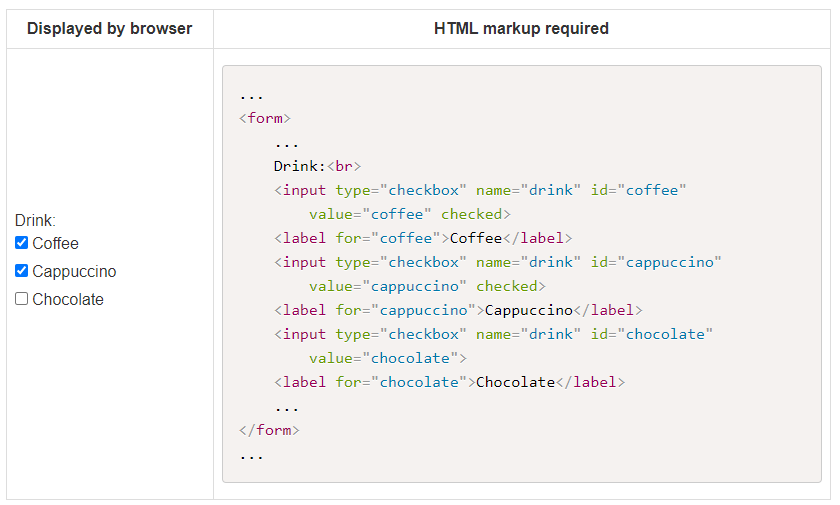 Displayed by browser
HTML markup required
Drink:
Coffee
Cappuccino
Chocolate
...
<form>
    ...
    Drink:<br>
    <input type="checkbox" name="drink" id="coffee"
        value="coffee" checked>
    <label for="coffee">Coffee</label>
    <input type="checkbox" name="drink" id="cappuccino"
        value="cappuccino" checked>
    <label for="cappuccino">Cappuccino</label>
    <input type="checkbox" name="drink" id="chocolate"
        value="chocolate">
    <label for="chocolate">Chocolate</label>
    ...
</form>
...